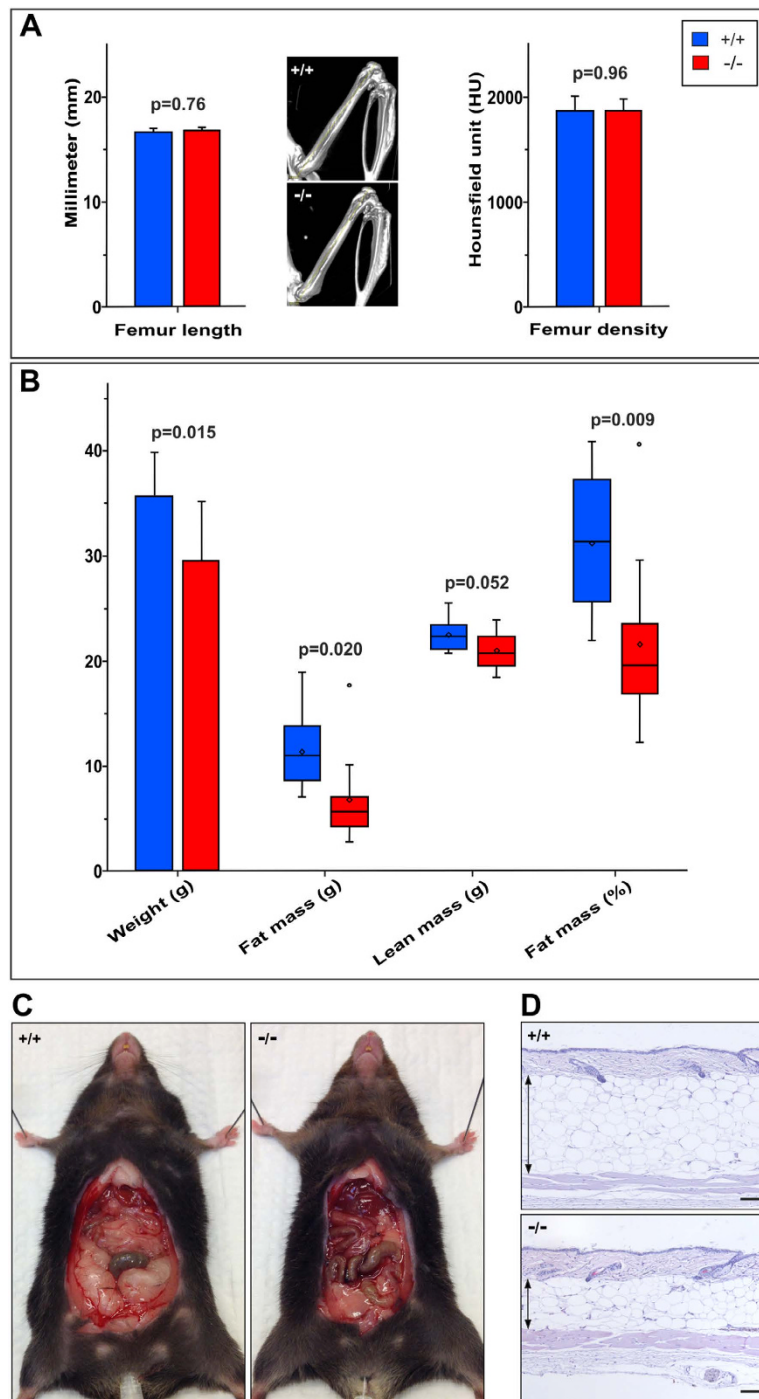 A
Millimeter (mm)
20
10
0
p=0.76
Femur length
+/+
-/-
Hounsfield unit (HU)
2000
1000
0
p=0.96
Femur density
+/+
-/-
B
40
30
20
10
0
p=0.015
p=0.020
p=0.052
p=0.009
Weight (g)
Fat mass (g)
Lean mass (g)
Fat mass (%)
C
+/+
-/-
D
+/+
-/-